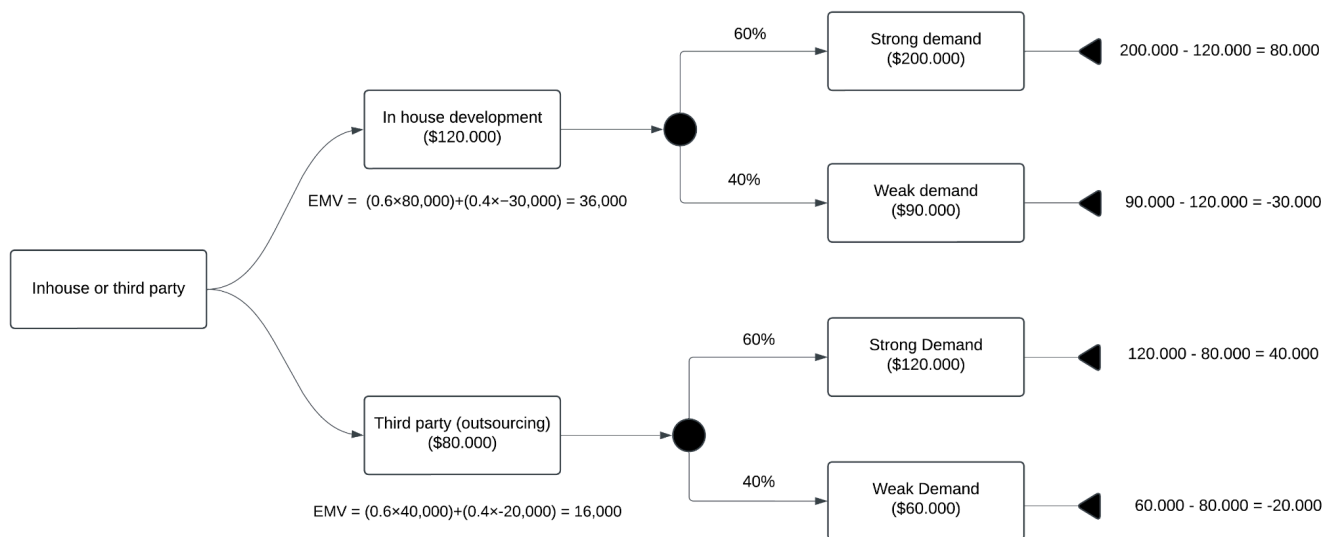 Inhouse or third party
In house development
($120.000)
EMV =  (0.6×80,000)+(0.4×−30,000) = 36,000
60%
Strong demand
($200.000)
200.000 - 120.000 = 80.000
40%
Weak demand
($90.000)
90.000 - 120.000 = -30.000
Third party (outsourcing)
($80.000)
EMV = (0.6×40,000)+(0.4×-20,000) = 16,000
60%
Strong Demand
($120.000)
120.000 - 80.000 = 40.000
40%
Weak Demand
($60.000)
60.000 - 80.000 = -20.000